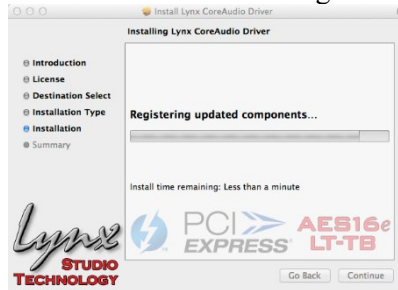 Install Lynx CoreAudio Driver
Installing Lynx CoreAudio Driver
Introduction
License
Destination Select
Installation Type
Installation
Summary
Registering updated components...
Install time remaining: Less than a minute
Lynx
STUDIO
TECHNOLOGY
PCI
EXPRESS®
AES16e
LT-TB
Go Back
Continue